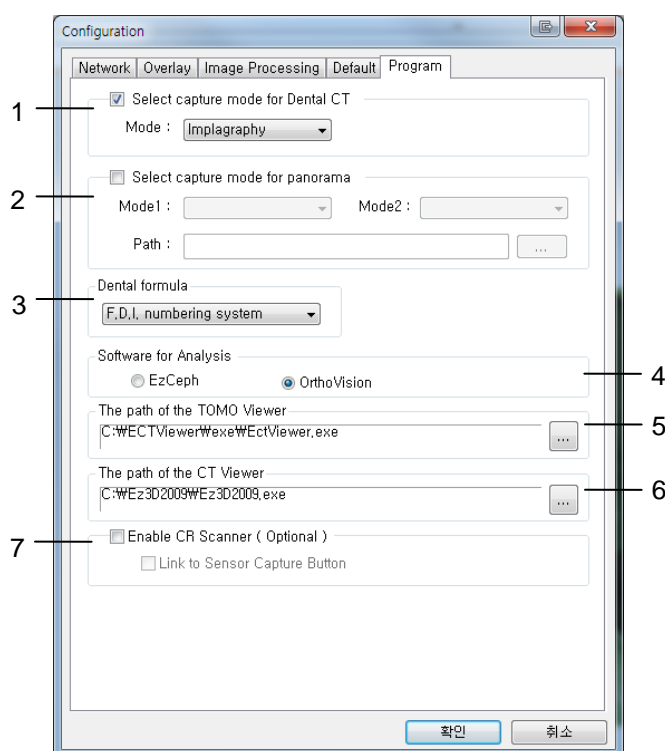 Configuration
Network Overlay Image Processing Default Program
1 Select capture mode for Dental CT
Mode : Implagraphy
Select capture mode for panorama
2 Mode1 : Mode2 :
Path : ...
Dental formula
3 F,D,I, numbering system
Software for Analysis
EzCeph OrthoVision 4
The path of the TOMO Viewer
C:₩ECTViewer₩exe₩EctViewer,exe ... 5
The path of the CT Viewer
C:₩Ez3D2009₩Ez3D2009,exe ... 6
7 Enable CR Scanner ( Optional )
Link to Sensor Capture Button
확인 취소